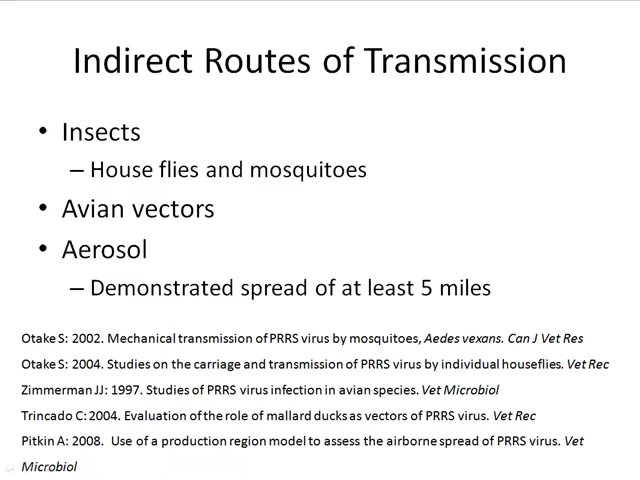 Indirect Routes of Transmission
• Insects
– House flies and mosquitoes
• Avian vectors
• Aerosol
– Demonstrated spread of at least 5 miles
Otake S: 2002. Mechanical transmission of PRRS virus by mosquitoes, Aedes vexans. Can J Vet Res
Otake S: 2004. Studies on the carriage and transmission of PRRS virus by individual houseflies. Vet Rec
Zimmerman JJ: 1997. Studies of PRRS virus infection in avian species. Vet Microbiol
Trincado C: 2004. Evaluation of the role of mallard ducks as vectors of PRRS virus. Vet Rec
Pitkin A: 2008. Use of a production region model to assess the airborne spread of PRRS virus. Vet
Microbiol